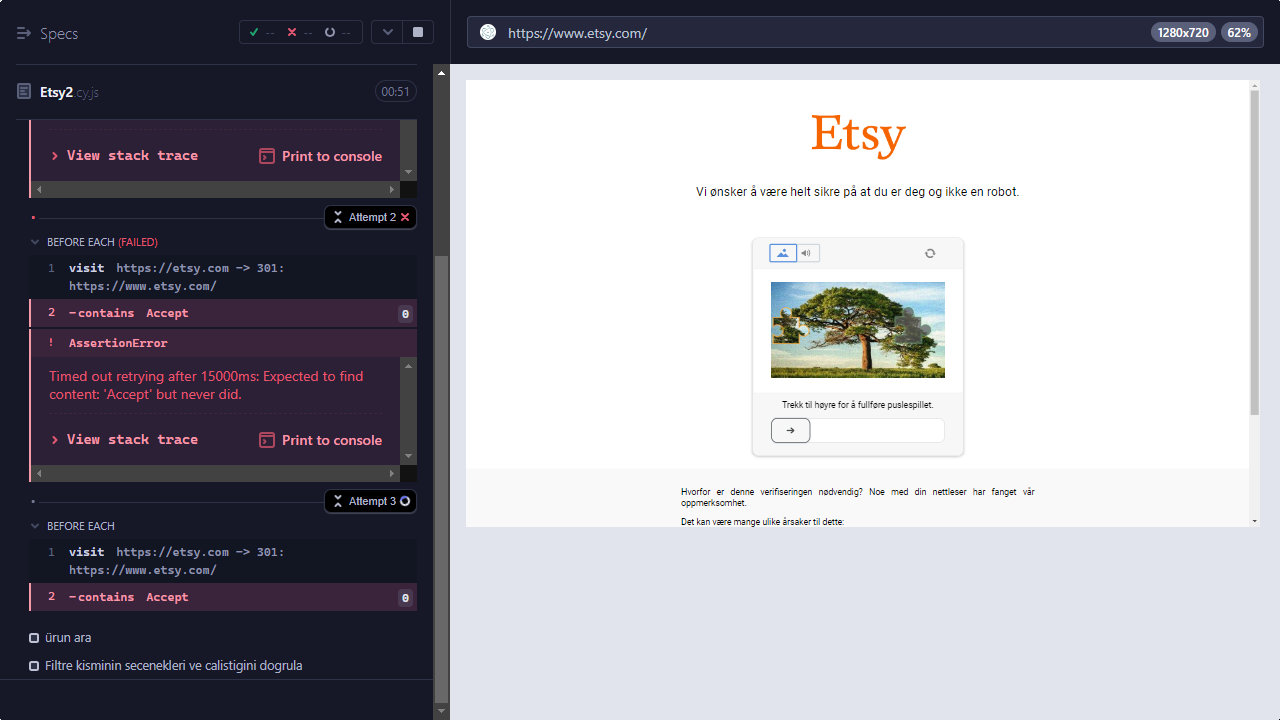 Specs
--
--
--
Etsy2.cy.js
00:51
View stack trace
Print to console
Attempt 2
BEFORE EACH (FAILED)
1 visit https://etsy.com -> 301:
https://www.etsy.com/
2 -contains Accept 0
! AssertionError
Timed out retrying after 15000ms: Expected to find
content: 'Accept' but never did.
View stack trace
Print to console
Attempt 3
BEFORE EACH
1 visit https://etsy.com -> 301:
https://www.etsy.com/
2 -contains Accept 0
ürun ara
Filtre kisminin secenekleri ve calistigini dogrula
https://www.etsy.com/
1280x720
62%
Etsy
Vi ønsker å være helt sikre på at du er deg og ikke en robot.
Trekk til høyre for å fullføre puslespillet.
Hvorfor er denne verifiseringen nødvendig? Noe med din nettleser har fanget vår
oppmerksomhet.
Det kan være mange ulike årsaker til dette: